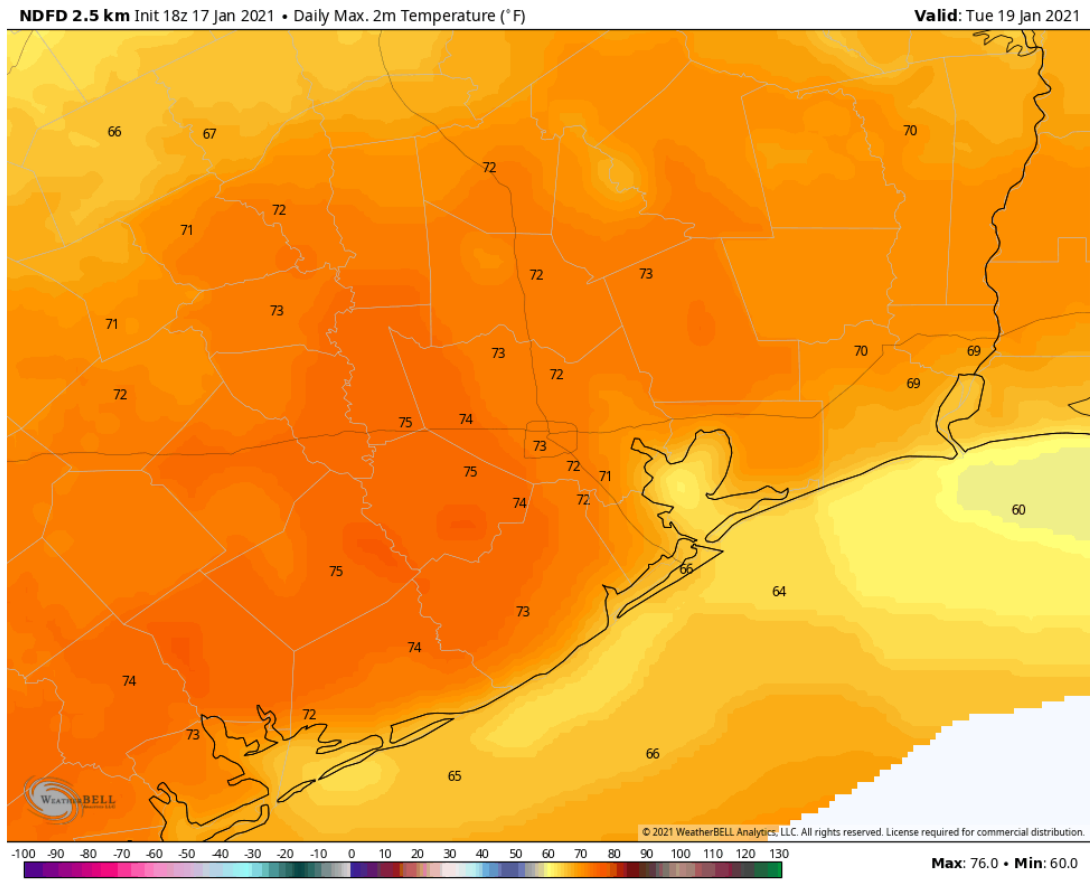 NDFD 2.5 km Init 18z 17 Jan 2021 • Daily Max. 2m Temperature (˚F) Valid: Tue 19 Jan 2021
66 67 70
72
72
71
72 73
73
71
73 70 69
72
72 69
75 74
73
75 72 71
74 72
60
75 66
64
73
74
74
72
73
66
65
WEATHERBELL
© 2021 WeatherBELL Analytics, LLC. All rights reserved. License required for commercial distribution.
-100 -90 -80 -70 -60 -50 -40 -30 -20 -10 0 10 20 30 40 50 60 70 80 90 100 110 120 130
Max: 76.0 • Min: 60.0